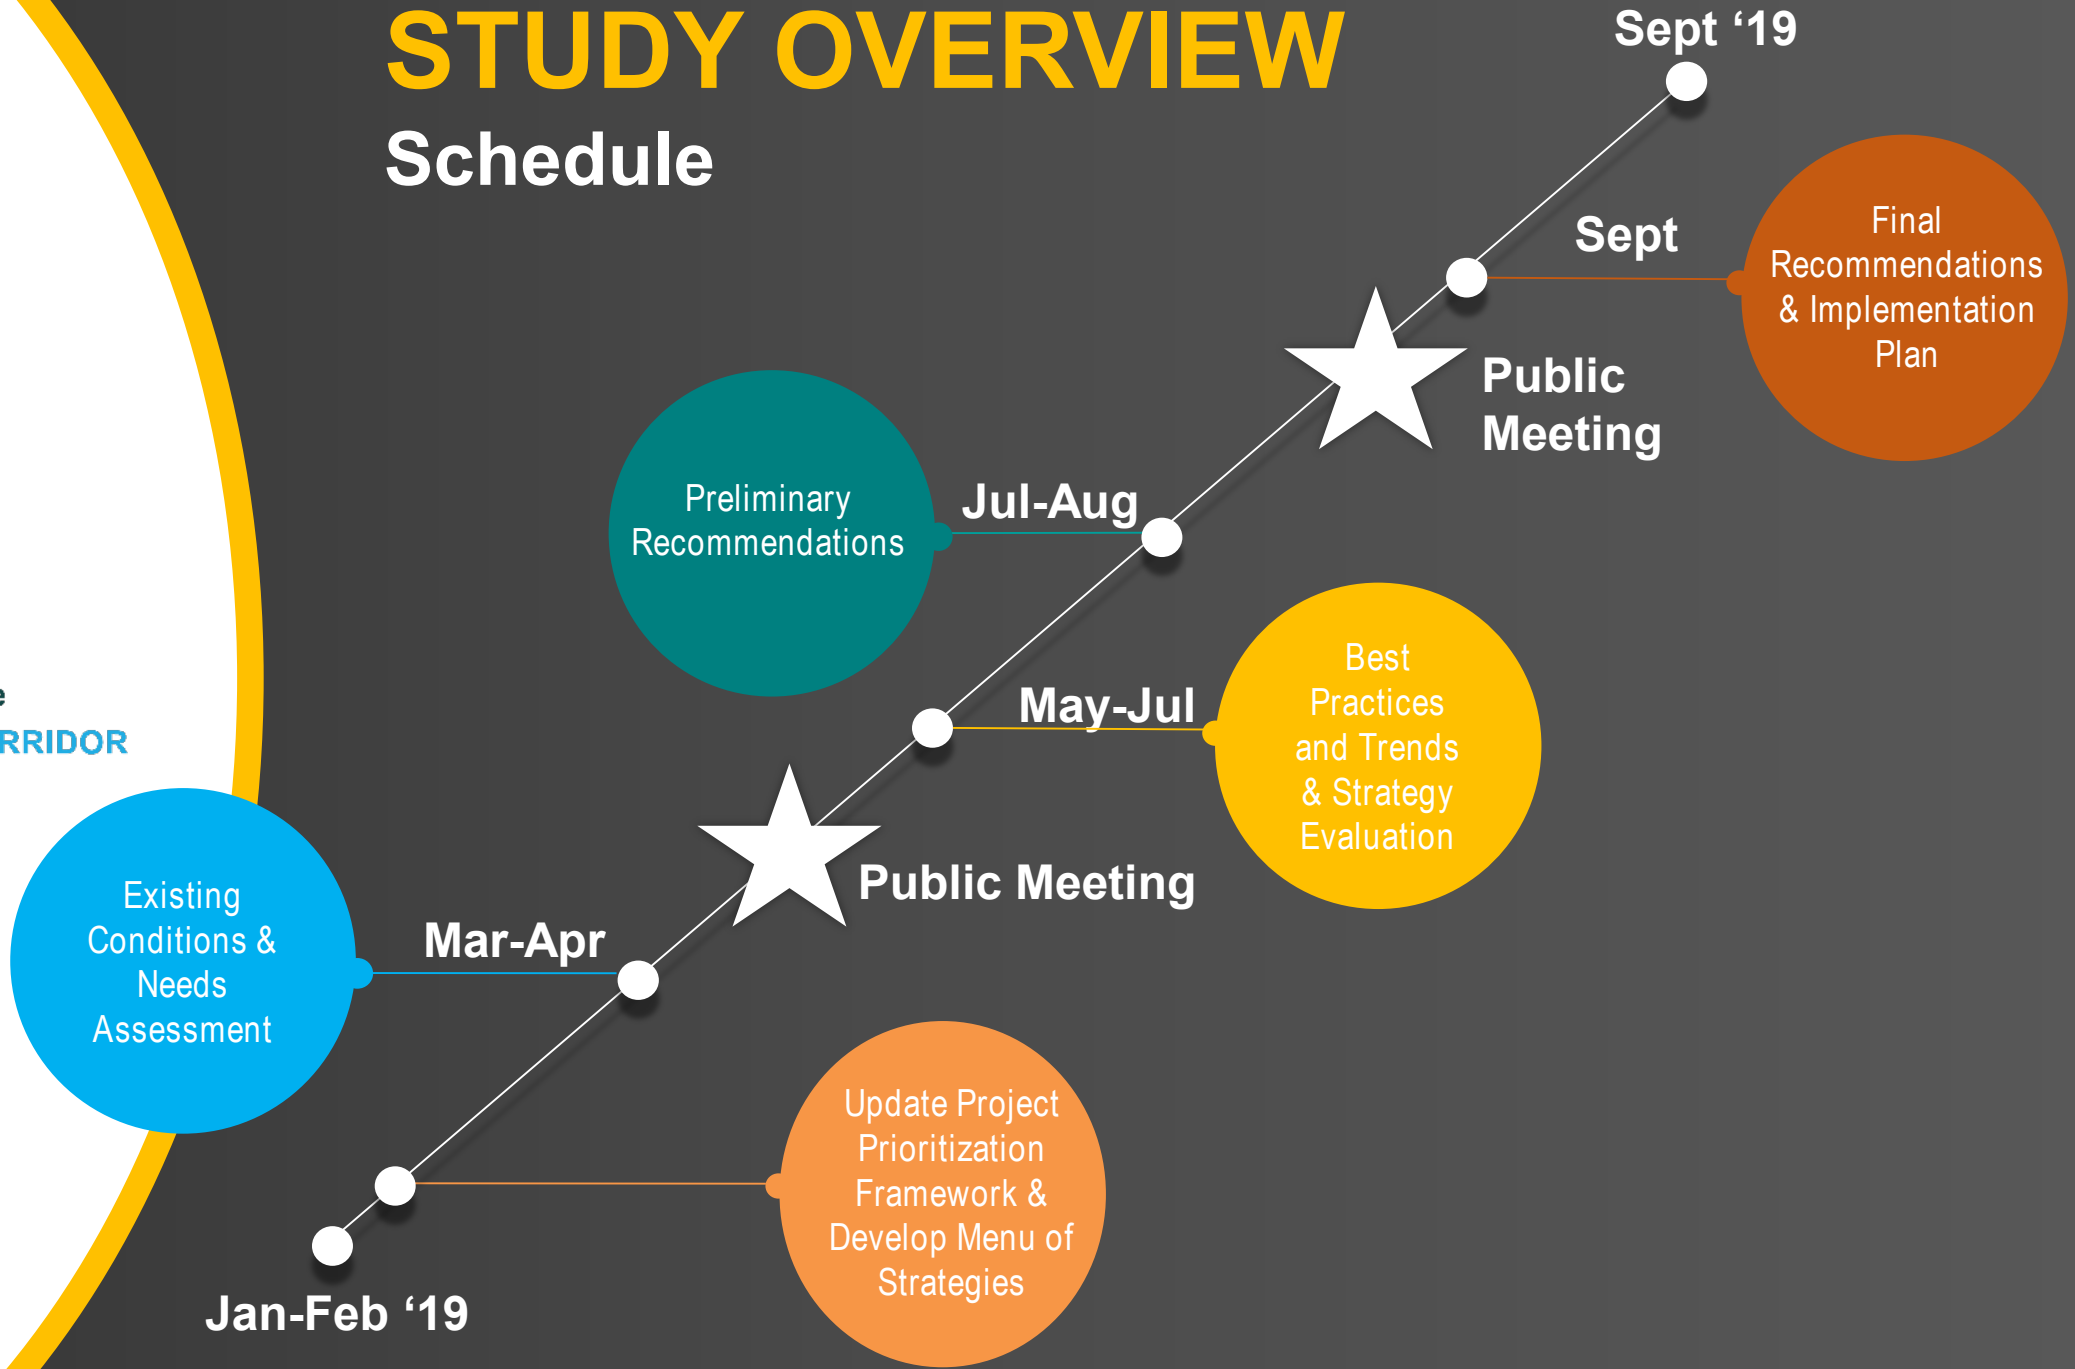 STUDY OVERVIEW
Schedule
Sept ‘19
Sept
Final
Recommendations
& Implementation
Plan
Public
Meeting
Jul-Aug
Preliminary
Recommendations
May-Jul
Best
Practices
and Trends
& Strategy
Evaluation
Public Meeting
Mar-Apr
Existing
Conditions &
Needs
Assessment
Update Project
Prioritization
Framework &
Develop Menu of
Strategies
Jan-Feb ‘19